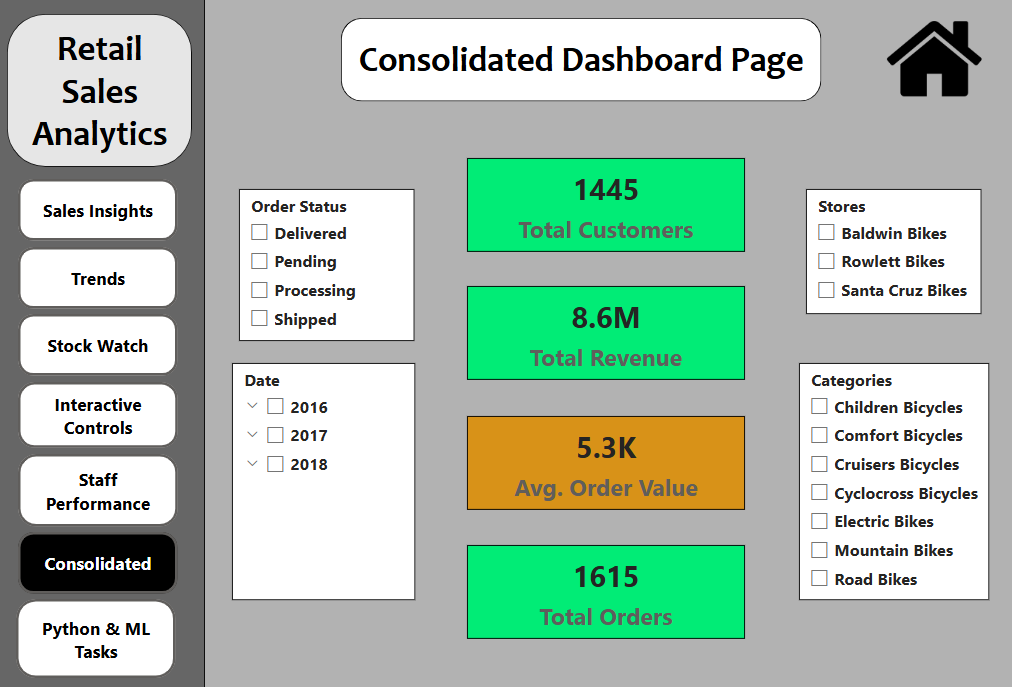 Retail
Sales
Analytics
Sales Insights
Trends
Stock Watch
Interactive
Controls
Staff
Performance
Consolidated
Python & ML
Tasks
Consolidated Dashboard Page
Order Status
Delivered
Pending
Processing
Shipped
Date
2016
2017
2018
1445
Total Customers
8.6M
Total Revenue
5.3K
Avg. Order Value
1615
Total Orders
Stores
Baldwin Bikes
Rowlett Bikes
Santa Cruz Bikes
Categories
Children Bicycles
Comfort Bicycles
Cruisers Bicycles
Cyclocross Bicycles
Electric Bikes
Mountain Bikes
Road Bikes